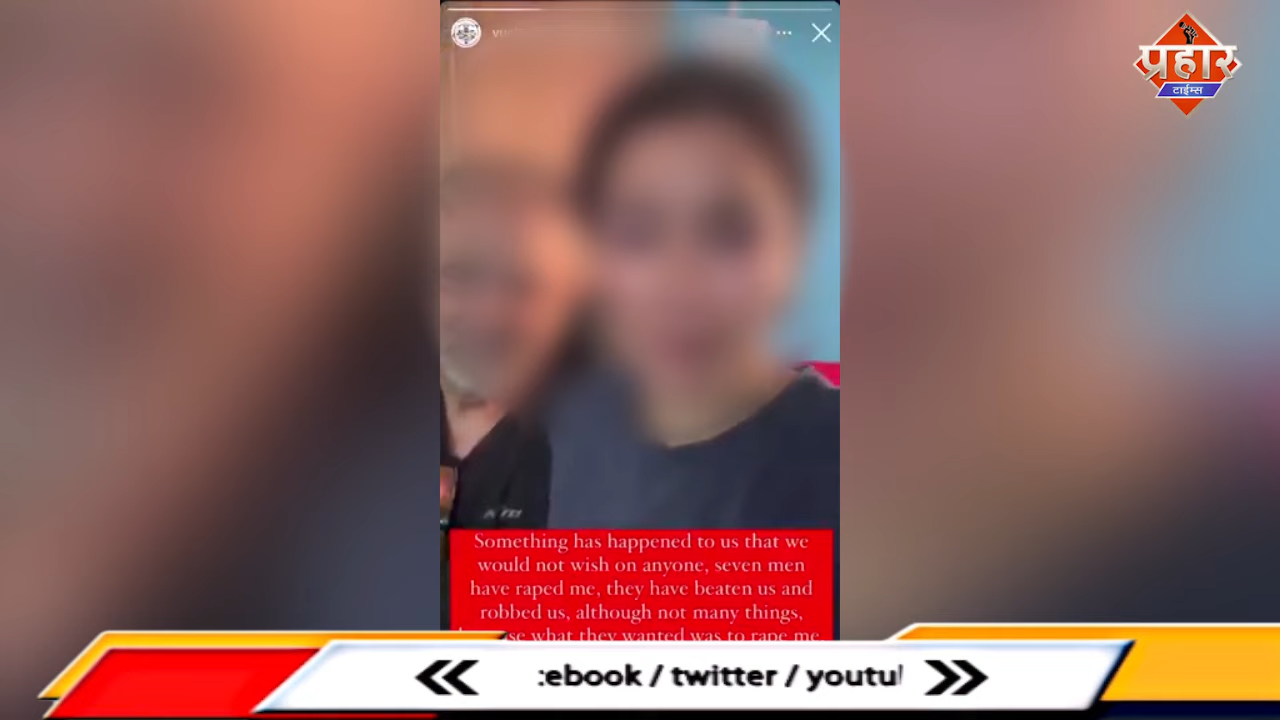 प्रहार
टाईम्स
Something has happened to us that we
would not wish on anyone, seven men
have raped me, they have beaten us and
robbed us, although not many things,
what they wanted was to rape me
/ twitter /